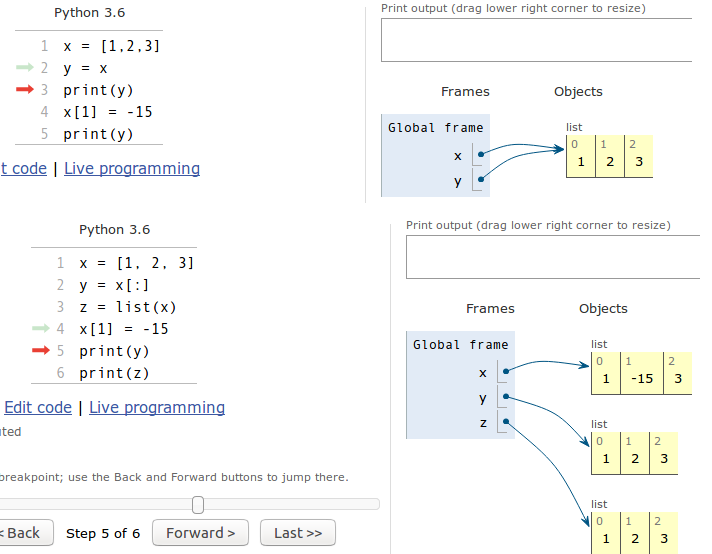 Python 3.6
1 x = [1,2,3]
2 y = x
3 print(y)
4 x[1] = -15
5 print(y)
t code | Live programming
Print output (drag lower right corner to resize)
Frames Objects
Global frame
x
y
list
0 1 2
1 2 3
Python 3.6
1 x = [1, 2, 3]
2 y = x[:]
3 z = list(x)
4 x[1] = -15
5 print(y)
6 print(z)
Edit code | Live programming
uted
breakpoint; use the Back and Forward buttons to jump there.
< Back Step 5 of 6 Forward > Last >>
Print output (drag lower right corner to resize)
Frames Objects
Global frame
x
y
z
list
0 1 2
1 -15 3
list
0 1 2
1 2 3
list
0 1 2
1 2 3